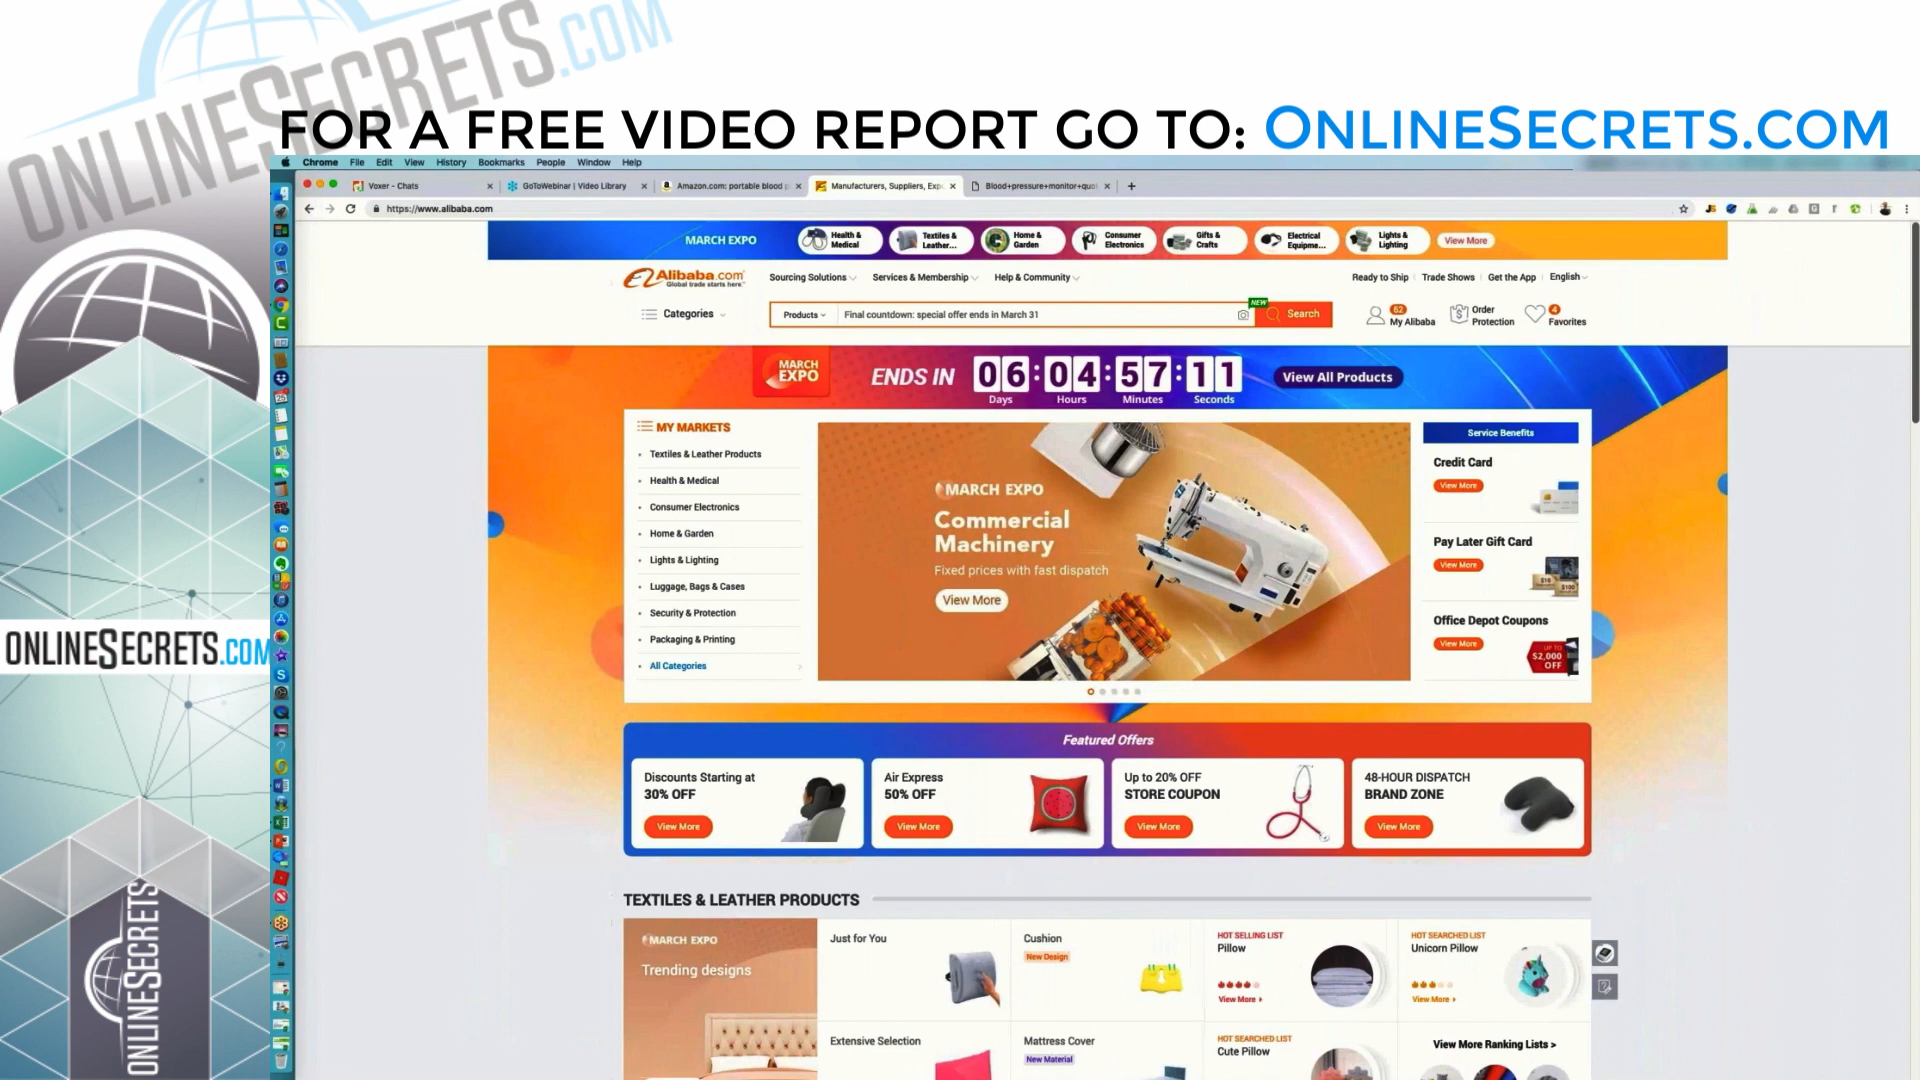 ONLINESECRETS.COM
FOR A FREE VIDEO REPORT GO TO: ONLINESECRETS.COM
Chrome File Edit View History Bookmarks People Window Help
Voxer - Chats
GoToWebinar | Video Library
Amazon.com: portable blood p
Manufacturers, Suppliers, Exp
Blood+pressure+monitor+qua
https://www.alibaba.com
MARCH EXPO
Health &
Medical
Textiles &
Leather...
Home &
Garden
Consumer
Electronics
Gifts &
Crafts
Electrical
Equipme...
Lights &
Lighting
View More
Alibaba.com
Global trade starts here.
Sourcing Solutions
Services & Membership
Help & Community
Ready to Ship
Trade Shows
Get the App
English
Categories
Products
Final countdown: special offer ends in March 31
NEW
Search
62
My Alibaba
Order
Protection
4
Favorites
MARCH
EXPO
ENDS IN
06:04:57:11
Days Hours Minutes Seconds
View All Products
MY MARKETS
Textiles & Leather Products
Health & Medical
Consumer Electronics
Home & Garden
Lights & Lighting
Luggage, Bags & Cases
Security & Protection
Packaging & Printing
All Categories
MARCH EXPO
Commercial
Machinery
Fixed prices with fast dispatch
View More
Service Benefits
Credit Card
View More
Pay Later Gift Card
View More
$10
$100
Office Depot Coupons
View More
UP TO
$2,000
OFF
ONLINESECRETS.COM
Featured Offers
Discounts Starting at
30% OFF
View More
Air Express
50% OFF
View More
Up to 20% OFF
STORE COUPON
View More
48-HOUR DISPATCH
BRAND ZONE
View More
TEXTILES & LEATHER PRODUCTS
MARCH EXPO
Trending designs
Just for You
Cushion
New Design
HOT SELLING LIST
Pillow
View More
HOT SEARCHED LIST
Unicorn Pillow
View More
Extensive Selection
Mattress Cover
New Material
HOT SEARCHED LIST
Cute Pillow
View More Ranking Lists >
ONLINESECRETS
ONLINESECRETS